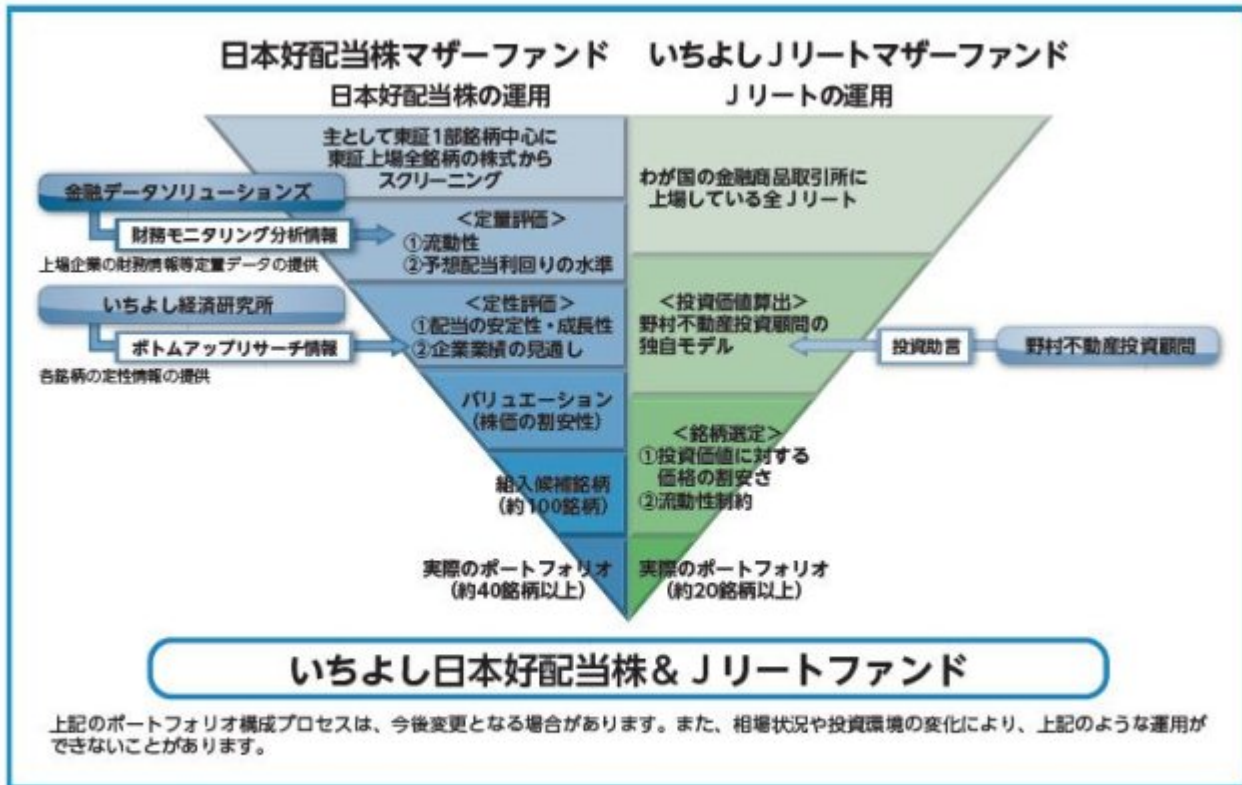 日本好配当株マザーファンド
日本好配当株の運用
主として東証1部銘柄中心に
東証上場全銘柄の株式から
スクリーニング
金融データソリューションズ
財務モニタリング分析情報
上場企業の財務情報等定量データの提供
<定量評価>
①流動性
②予想配当利回りの水準
いちよし経済研究所
ボトムアップリサーチ情報
各銘柄の定性情報の提供
<定性評価>
①配当の安定性・成長性
②企業業績の見通し
バリュエーション
(株価の割安性)
組入候補銘柄
(約100銘柄)
実際のポートフォリオ
(約40銘柄以上)
いちよしJリートマザーファンド
Jリートの運用
わが国の金融商品取引所に
上場している全Jリート
<投資価値算出>
野村不動産投資顧問の
独自モデル
投資助言
野村不動産投資顧問
<銘柄選定>
①投資価値に対する
価格の割安さ
②流動性制約
実際のポートフォリオ
(約20銘柄以上)
いちよし日本好配当株&Jリートファンド
上記のポートフォリオ構成プロセスは、今後変更となる場合があります。また、相場状況や投資環境の変化により、上記のような運用が
できないことがあります。